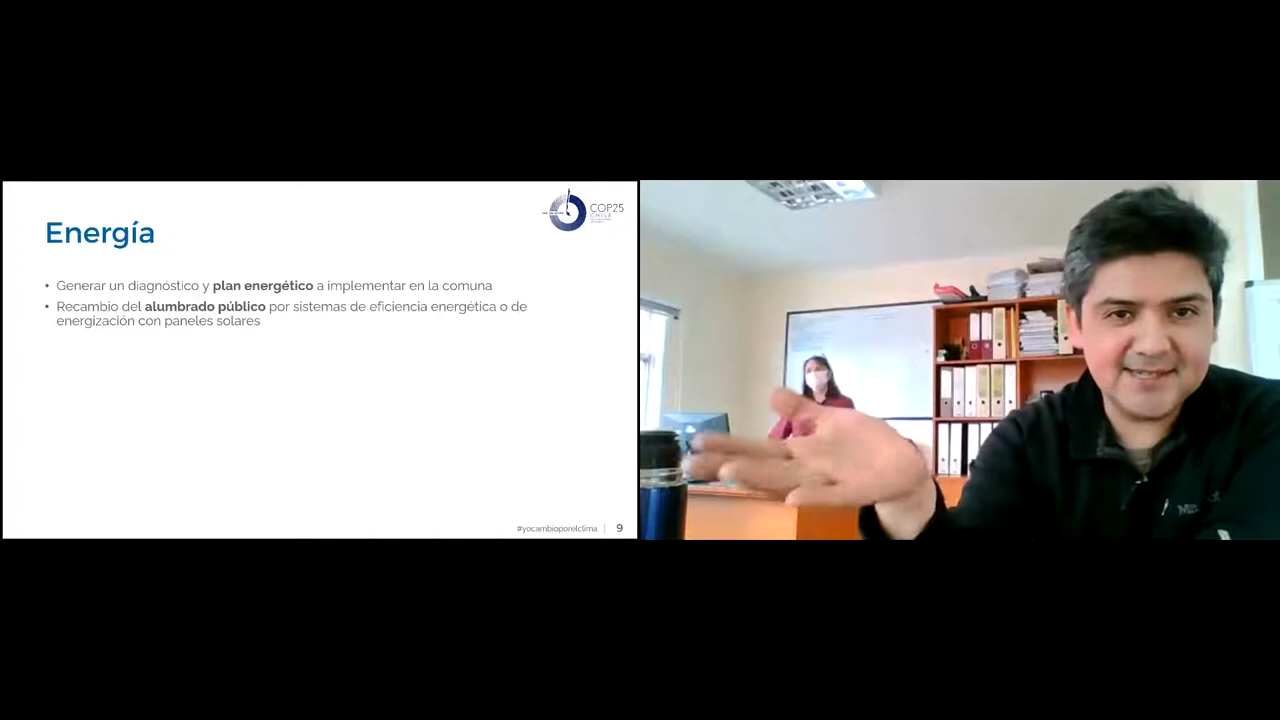 COP25
CHILE
Energía
• Generar un diagnóstico y plan energético a implementar en la comuna
• Recambio del alumbrado público por sistemas de eficiencia energética o de
energización con paneles solares
#yocambioporelclima | 9